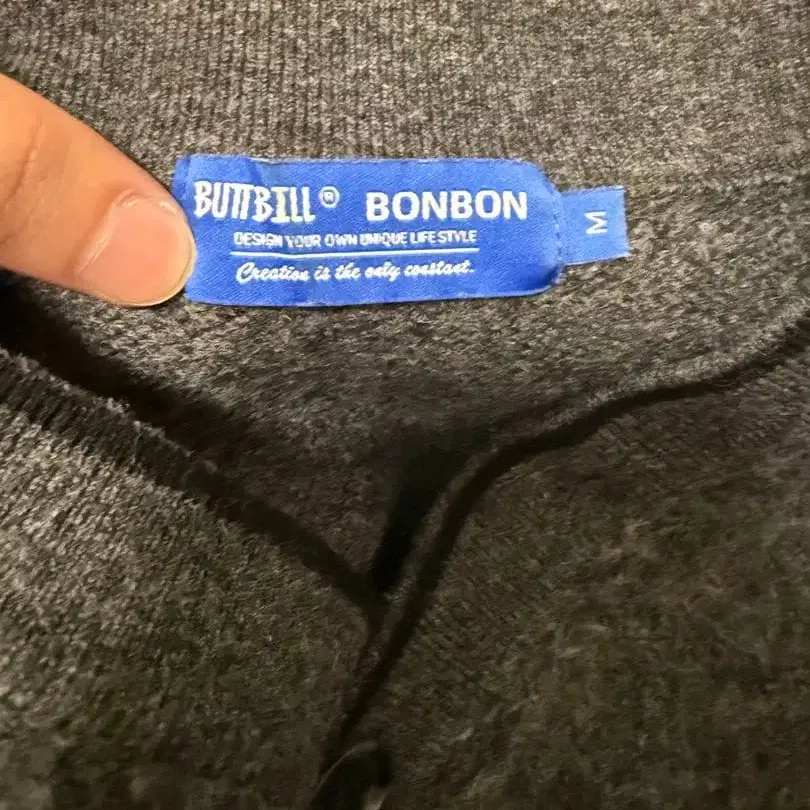 BUTTBILL® BONBON
DESIGN YOUR OWN UNIQUE LIFE STYLE
Creation is the only constant.
M